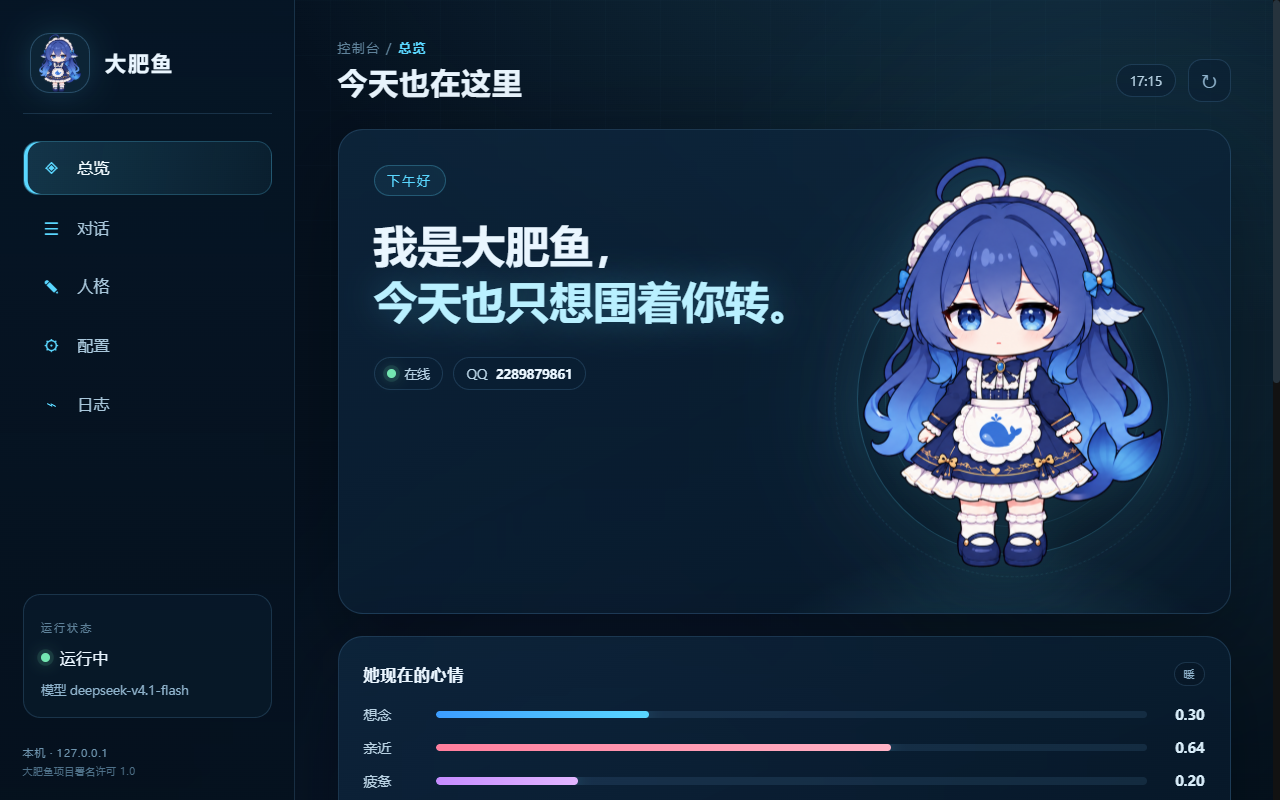 大肥鱼
总览
对话
人格
配置
日志
运行状态
运行中
模型 deepseek-v4.1-flash
本机 · 127.0.0.1
大肥鱼项目署名许可 1.0
控制台 / 总览
今天也在这里
17:15
下午好
我是大肥鱼，
今天也只想围着你转。
在线
QQ 2289879861
她现在的心情
暖
想念 0.30
亲近 0.64
疲惫 0.20